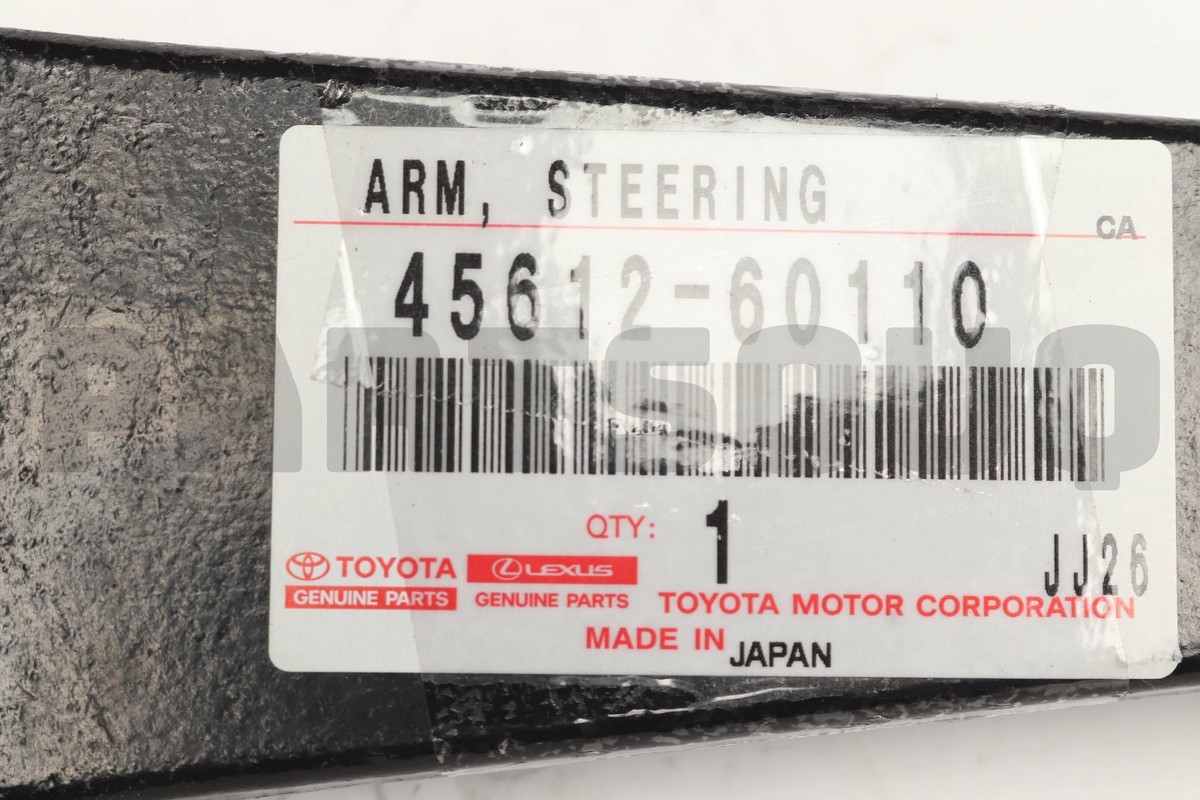 ARM, STEERING
CA
45612-60110
PARTSOUQ
QTY: 1
JJ26
TOYOTA
GENUINE PARTS
LEXUS
GENUINE PARTS
TOYOTA MOTOR CORPORATION
MADE IN JAPAN